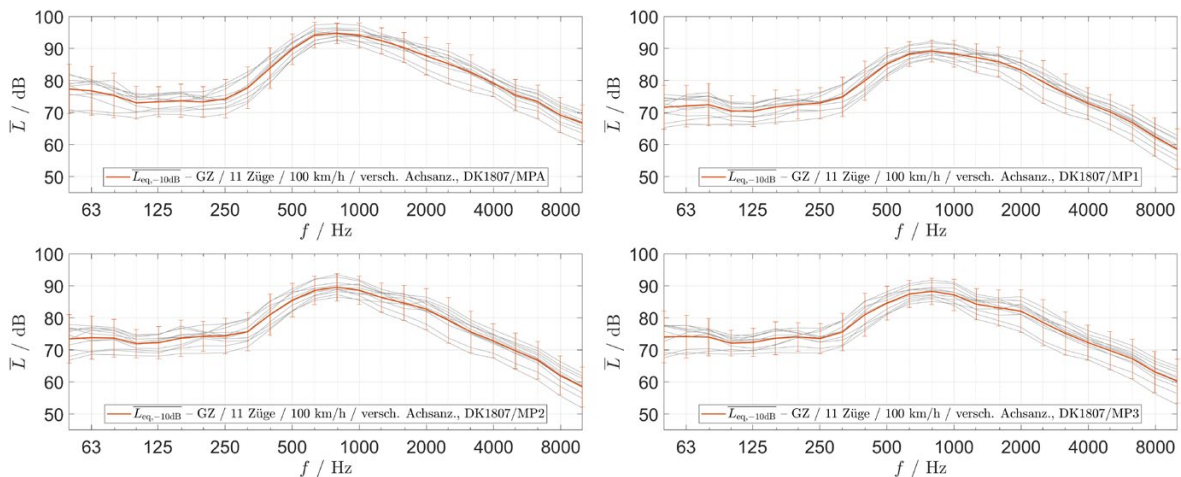 100
90
80
70
60
50
L̅ / dB
L̅eq,−10dB – GZ / 11 Züge / 100 km/h / versch. Achsanz., DK1807/MPA
63 125 250 500 1000 2000 4000 8000
f / Hz
100
90
80
70
60
50
L̅ / dB
L̅eq,−10dB – GZ / 11 Züge / 100 km/h / versch. Achsanz., DK1807/MP1
63 125 250 500 1000 2000 4000 8000
f / Hz
100
90
80
70
60
50
L̅ / dB
L̅eq,−10dB – GZ / 11 Züge / 100 km/h / versch. Achsanz., DK1807/MP2
63 125 250 500 1000 2000 4000 8000
f / Hz
100
90
80
70
60
50
L̅ / dB
L̅eq,−10dB – GZ / 11 Züge / 100 km/h / versch. Achsanz., DK1807/MP3
63 125 250 500 1000 2000 4000 8000
f / Hz